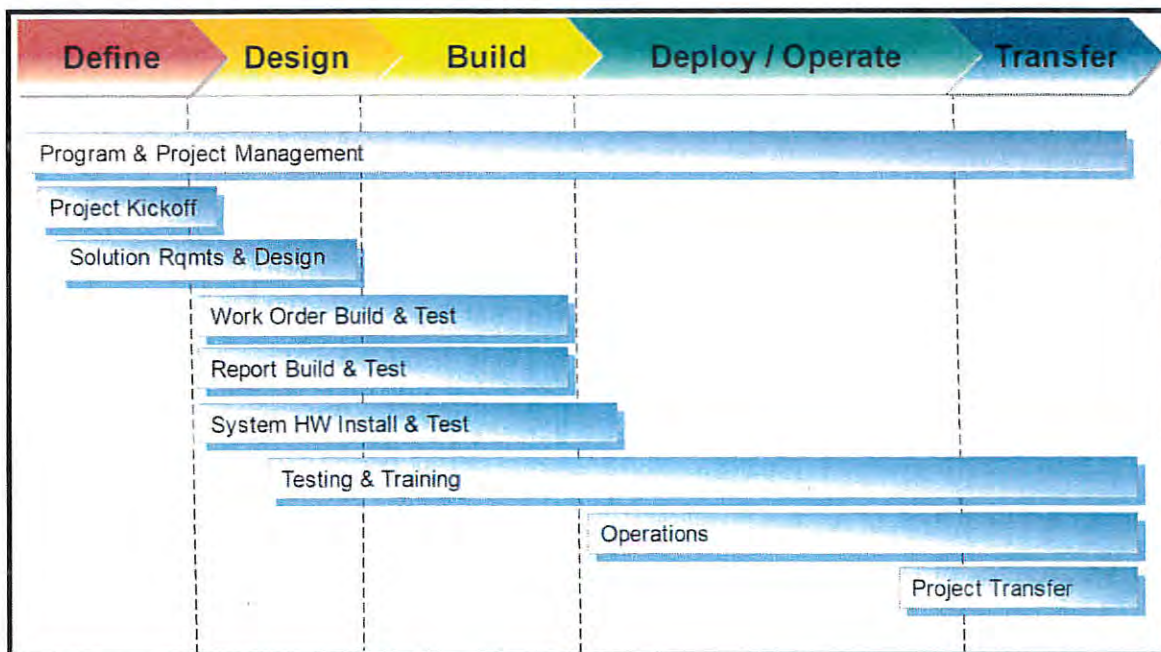 Define Design Build Deploy / Operate Transfer
Program & Project Management
Project Kickoff
Solution Rqmts & Design
Work Order Build & Test
Report Build & Test
System HW Install & Test
Testing & Training
Operations
Project Transfer